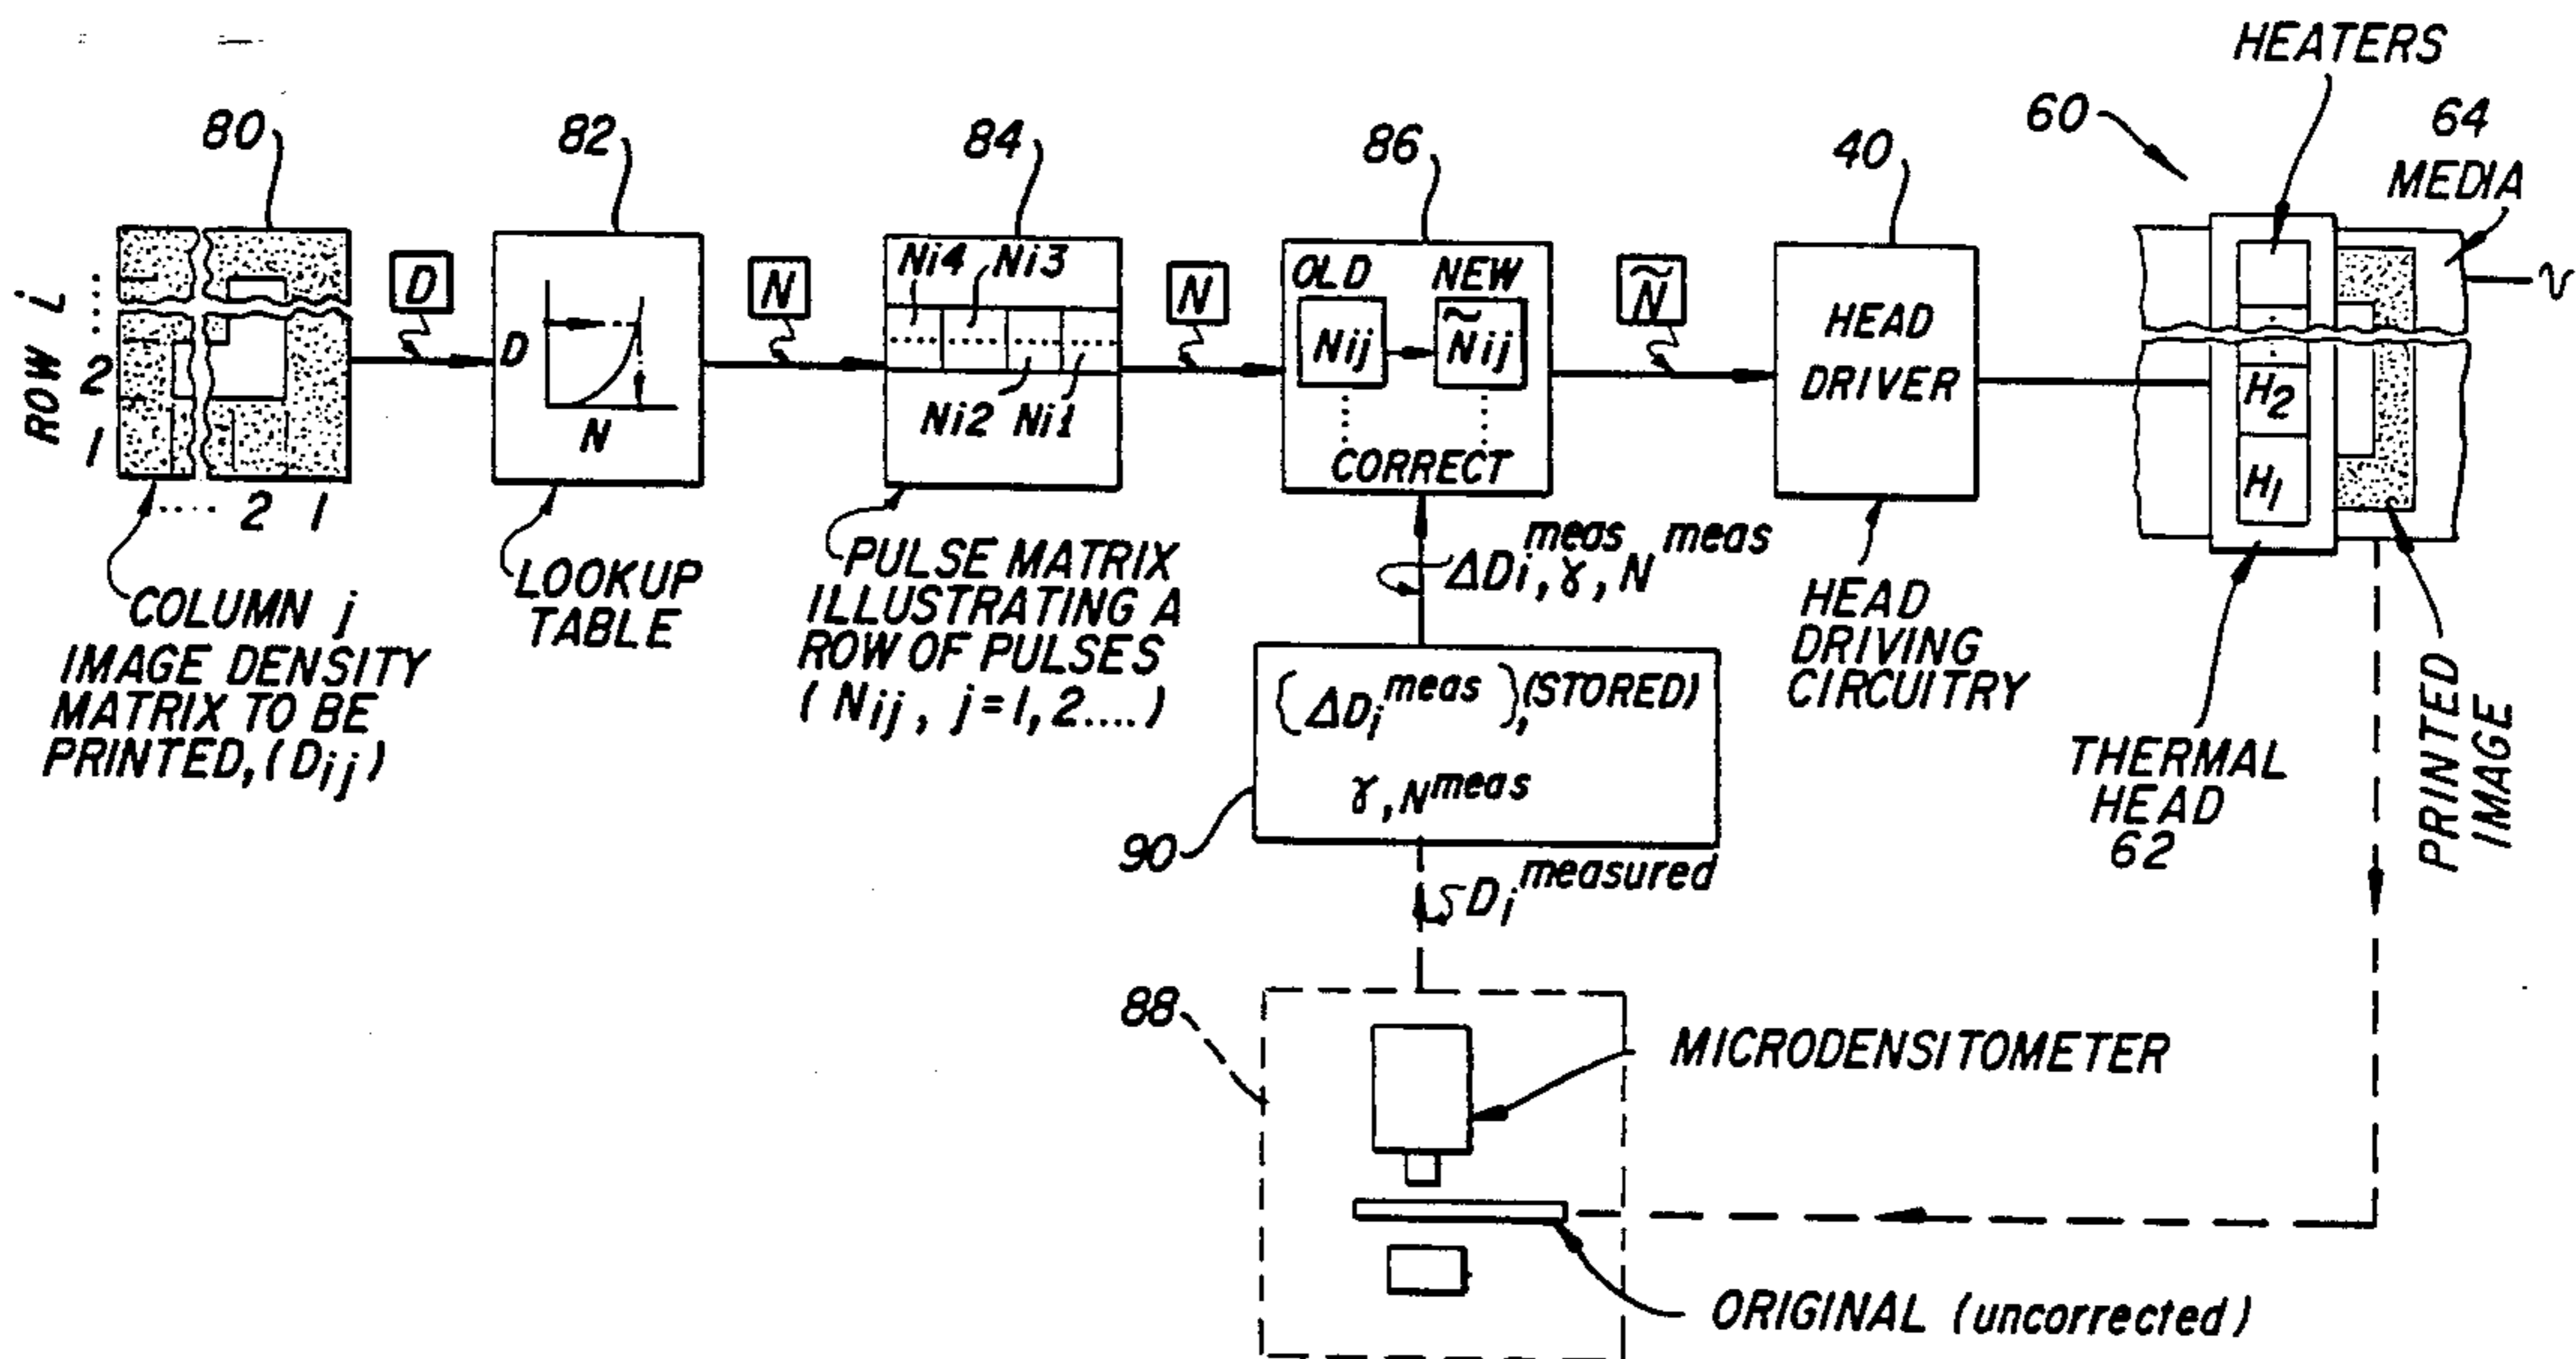 80
82
84
86
40
60
HEATERS
64
MEDIA
v
ROW i
2
1
.... 2 1
D
D
N
N
Ni4 Ni3
Ni2 Ni1
N
OLD NEW
Nij Ñij
CORRECT
Ñ
HEAD
DRIVER
H2
H1
COLUMN j
IMAGE DENSITY
MATRIX TO BE
PRINTED, (Dij)
LOOKUP
TABLE
PULSE MATRIX
ILLUSTRATING A
ROW OF PULSES
(Nij, j=1,2....)
ΔDi^meas, γ, N^meas
HEAD
DRIVING
CIRCUITRY
THERMAL
HEAD
62
PRINTED
IMAGE
{ΔDi^meas}, (STORED)
γ, N^meas
90
Di^measured
88
MICRODENSITOMETER
ORIGINAL (uncorrected)